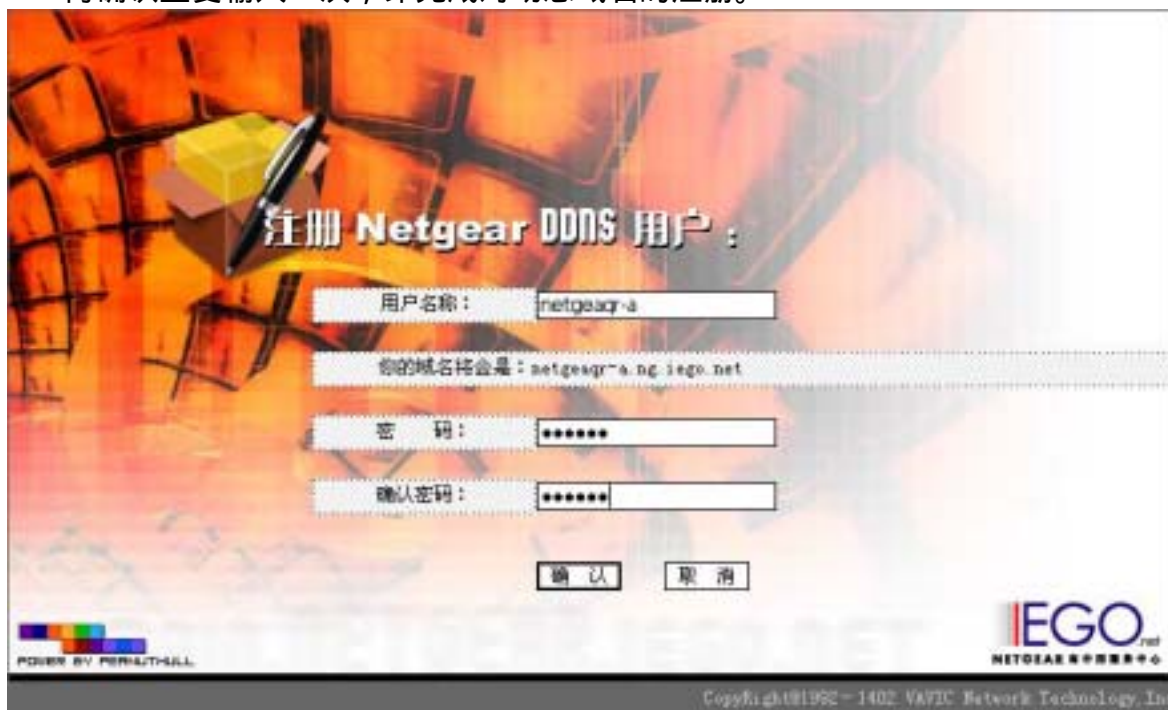 注册 Netgear DDNS 用户：
用户名称： netgeaqr-a
你的域名将会是：netgeaqr-a.ng.iego.net
密 码： ●●●●●●
确认密码： ●●●●●●
确 认 取 消
IEGO.net
POWER BY PERMUTHULL
NETGEAR
CopyRight@1992-1402 VAVIC Network Technology, In